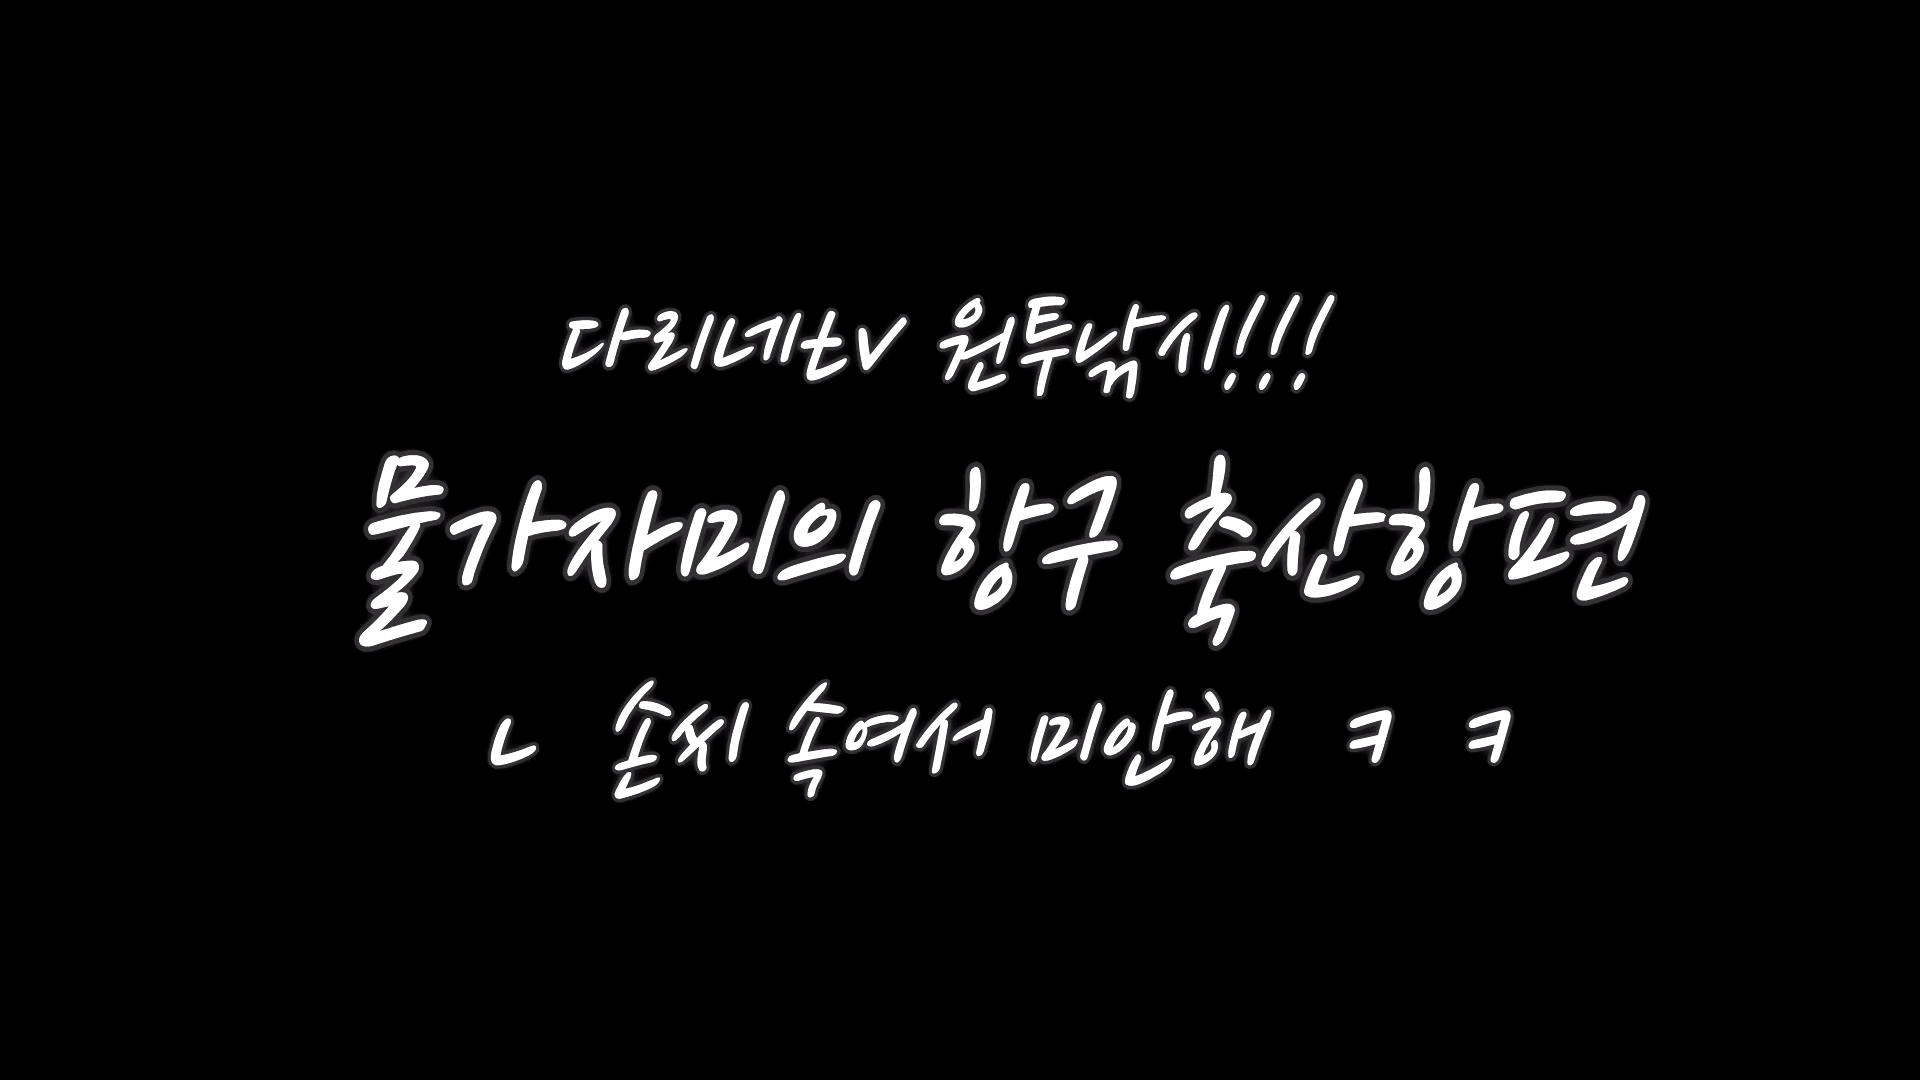 다리네tv 원투낚시!!!
물가자미의 항구 축산항편
ㄴ 손씨 속여서 미안해 ㅋ ㅋ